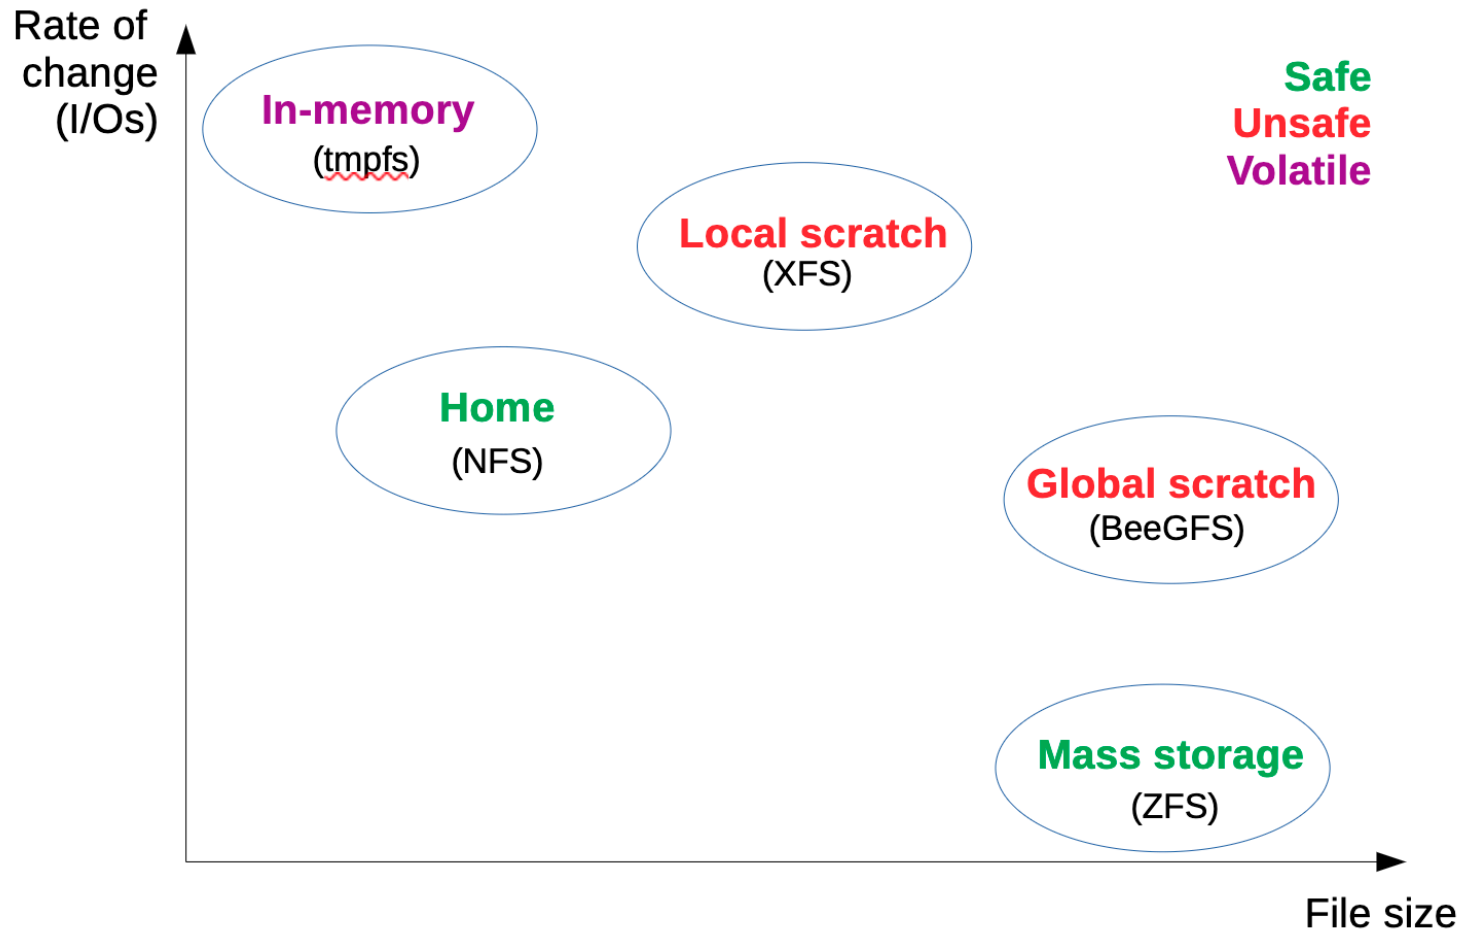 Rate of
change
(I/Os)
In-memory
(tmpfs)
Safe
Unsafe
Volatile
Local scratch
(XFS)
Home
(NFS)
Global scratch
(BeeGFS)
Mass storage
(ZFS)
File size